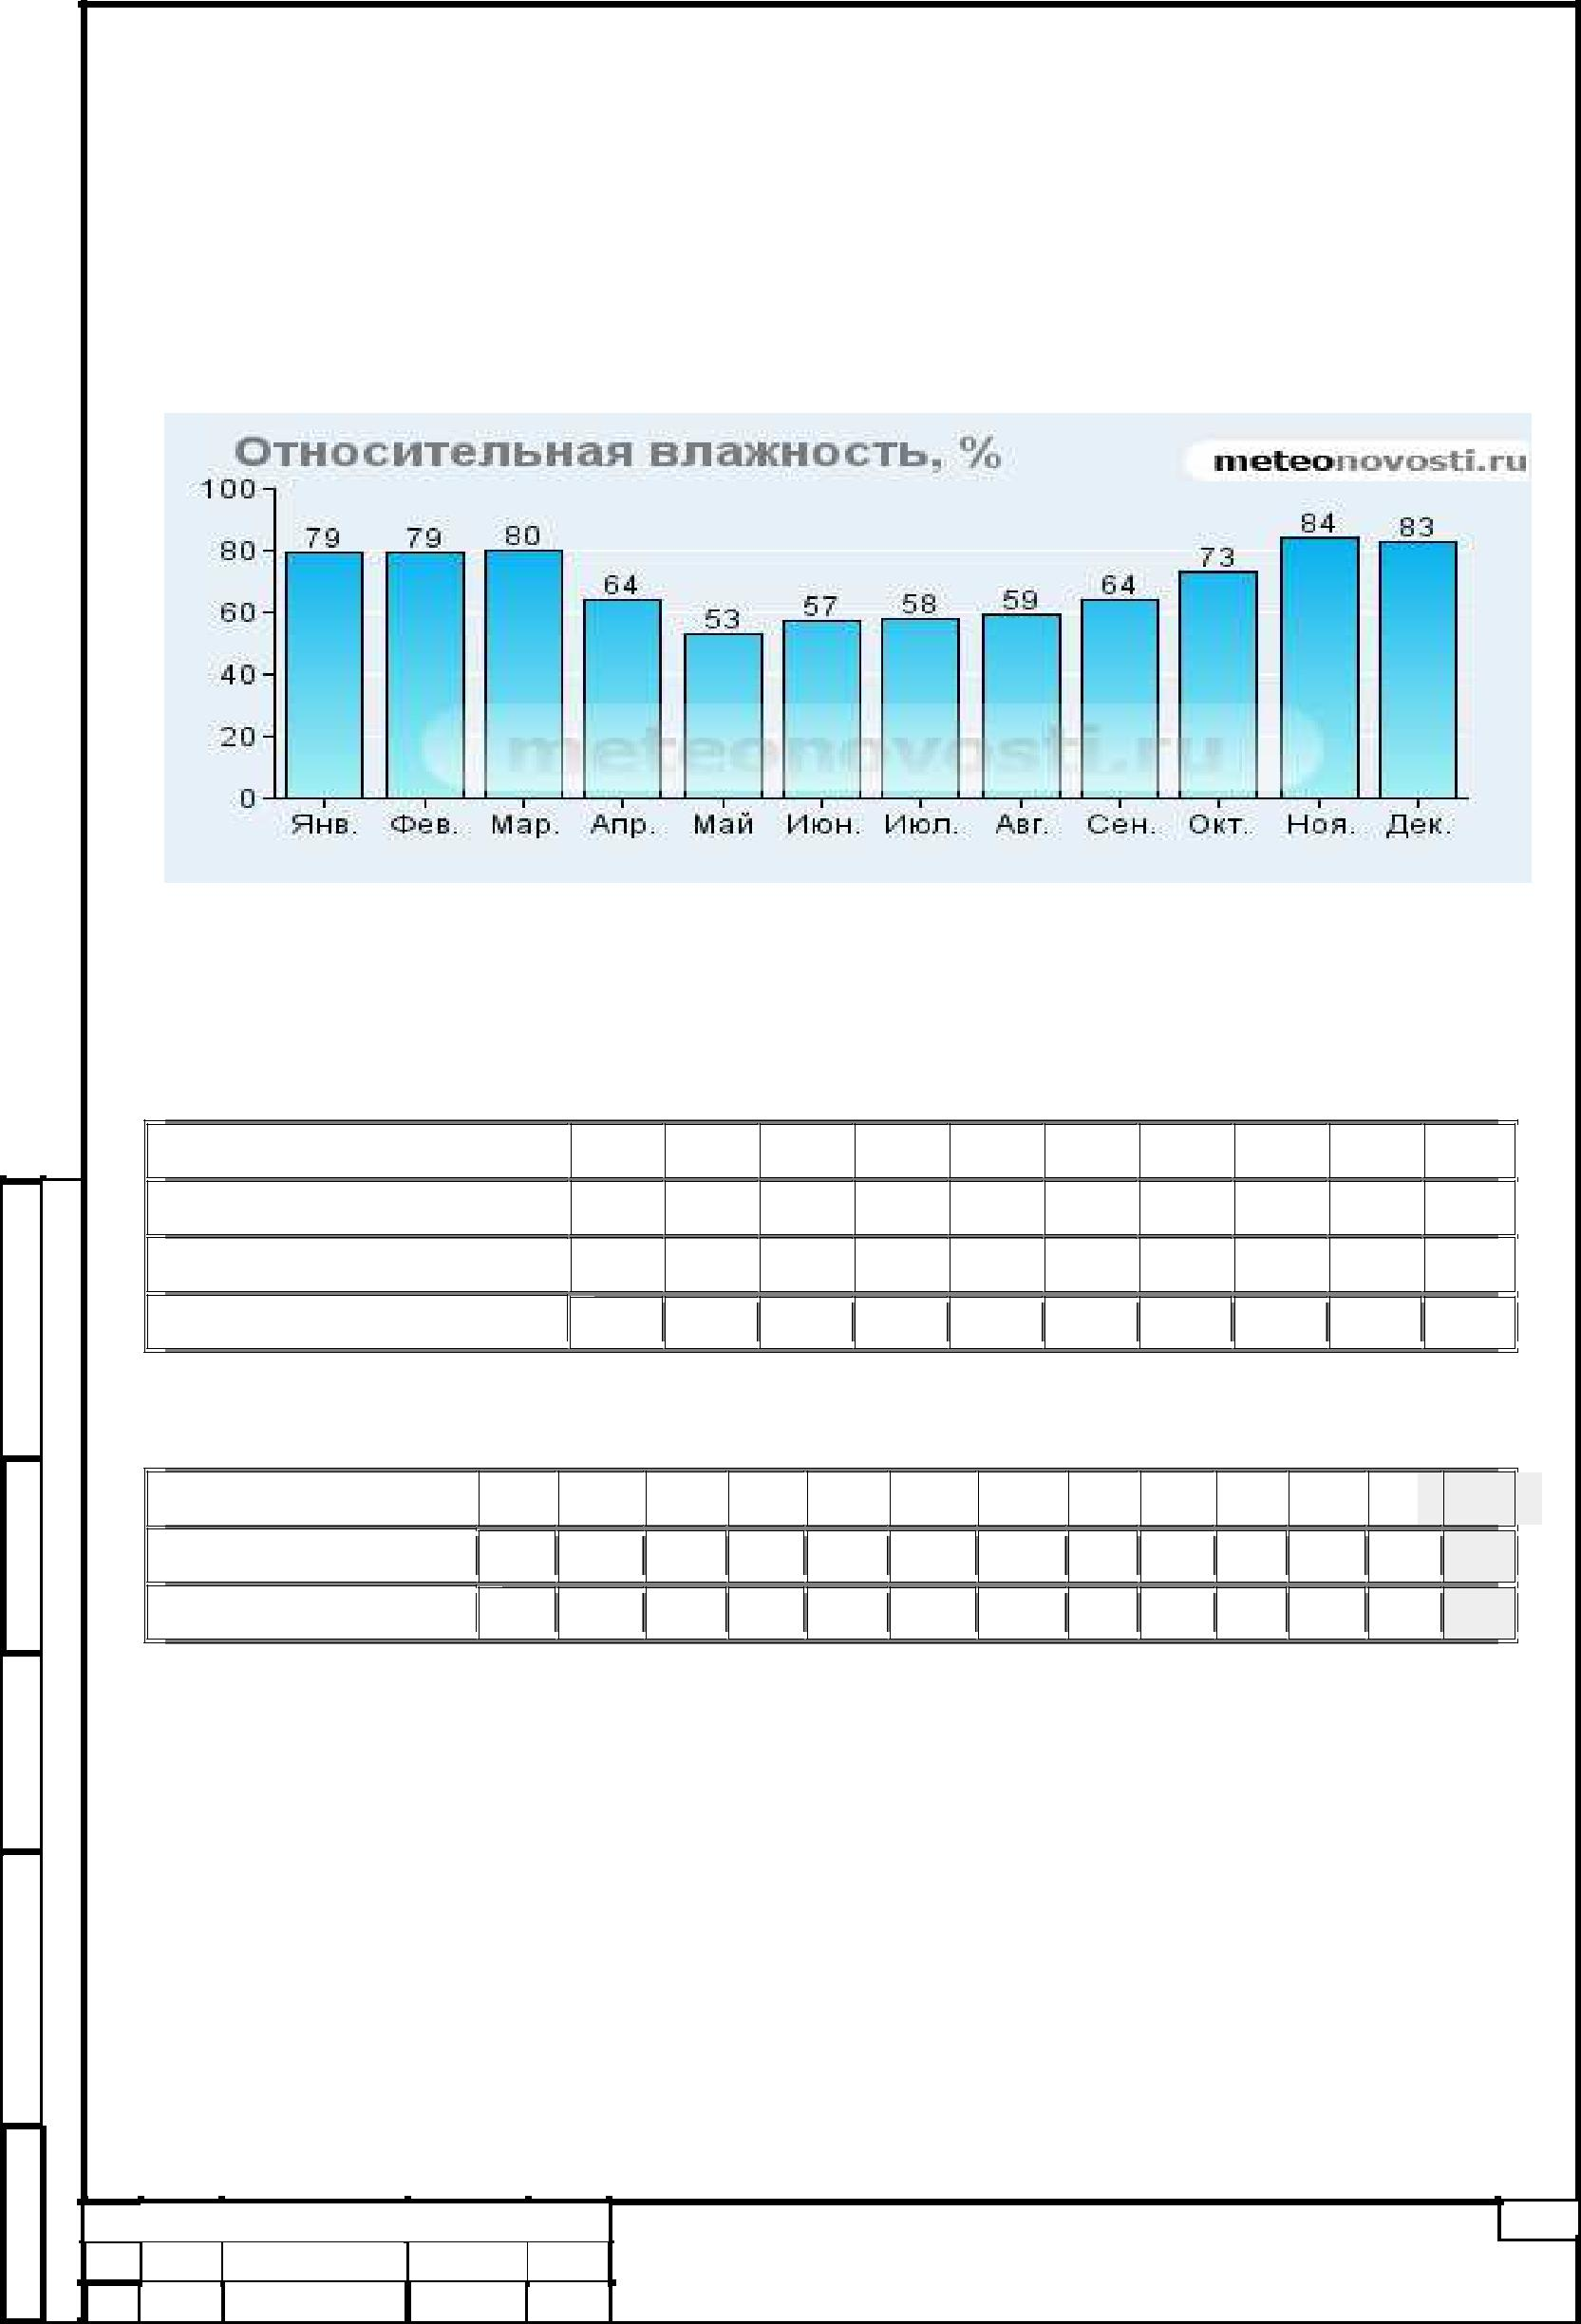 Относительная влажность, %
meteonovosti.ru
100
79 79 80 64 53 57 58 59 64 73 84 83
80
60
40
20
0
meteonovosti.ru
Янв. Фев. Мар. Апр. Май Июн. Июл. Авг. Сен. Окт. Ноя. Дек.